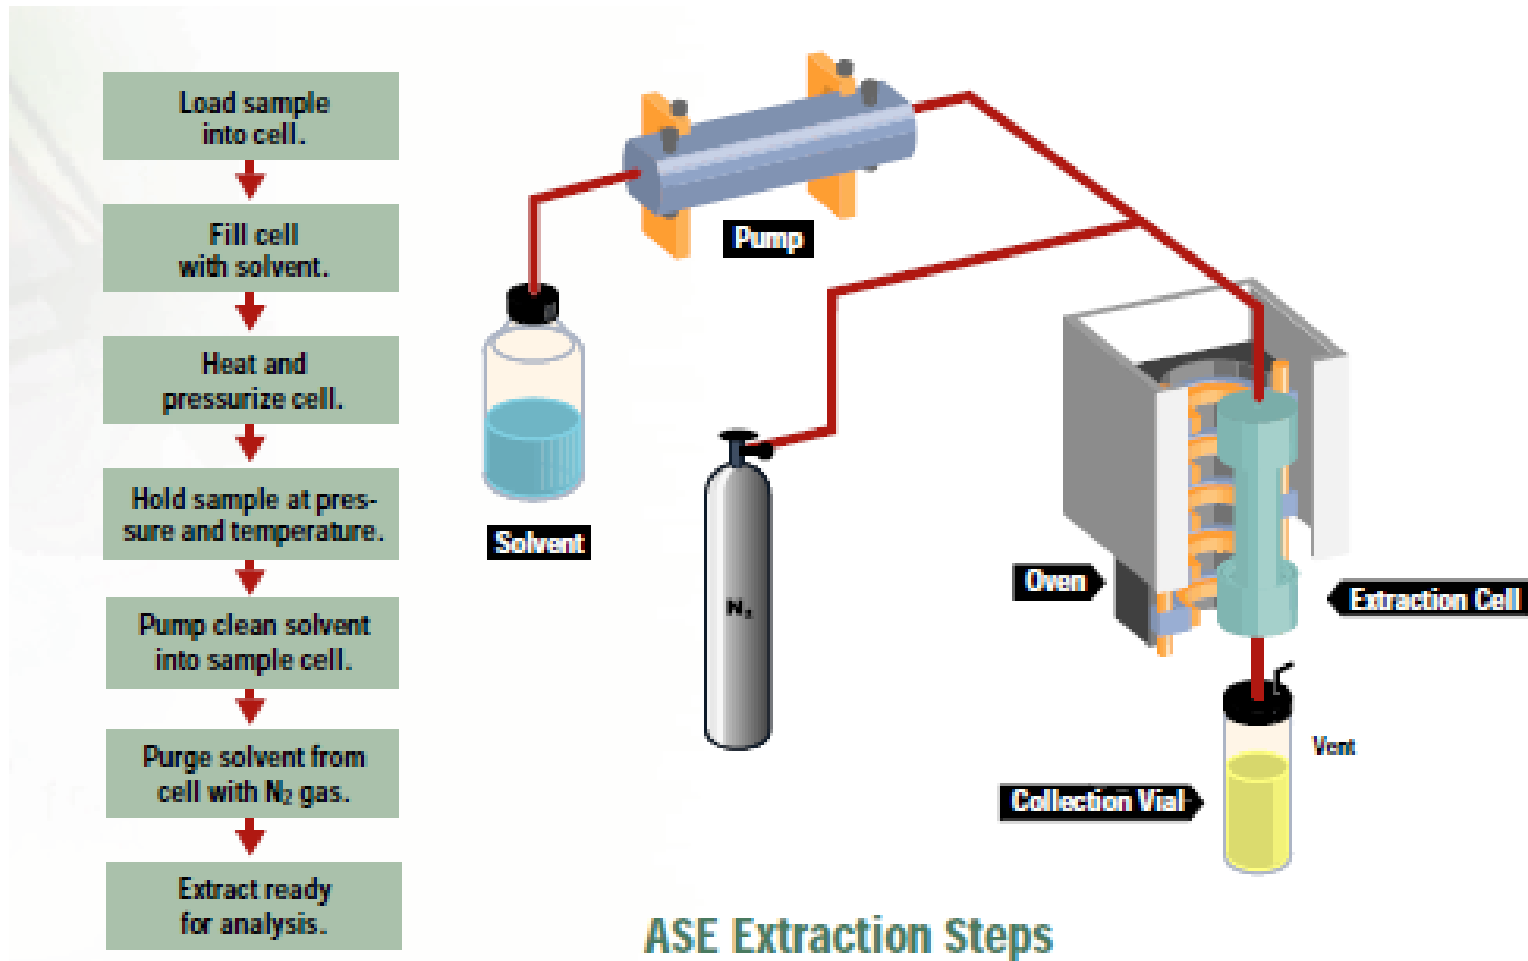 Load sample
into cell.
Fill cell
with solvent.
Heat and
pressurize cell.
Hold sample at pres-
sure and temperature.
Pump clean solvent
into sample cell.
Purge solvent from
cell with N₂ gas.
Extract ready
for analysis.
Pump
Solvent
N₂
Oven
Extraction Cell
Vent
Collection Vial
ASE Extraction Steps